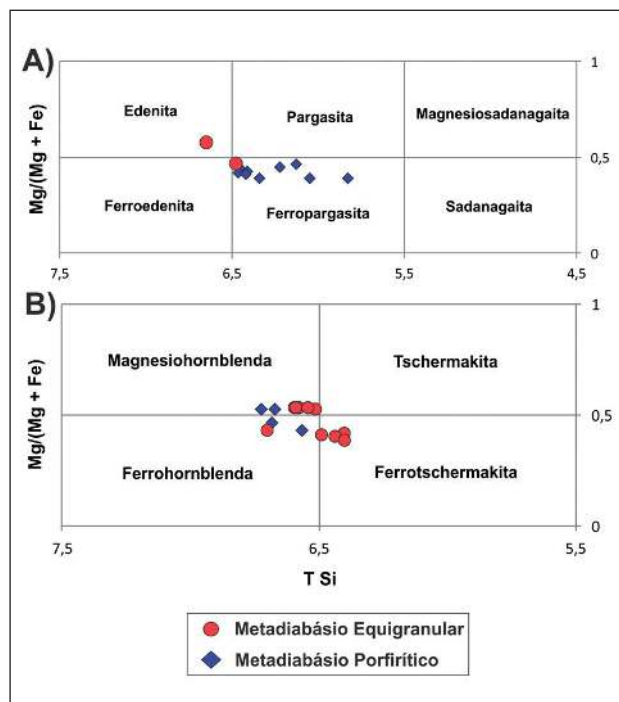 A)
1
Edenita Pargasita Magnesiosadanagaita
Mg/(Mg + Fe)
0,5
Ferroedenita Ferropargasita Sadanagaita
0
7,5 6,5 5,5 4,5
B)
1
Magnesiohornblenda Tschermakita
Mg/(Mg + Fe)
0,5
Ferrohornblenda Ferrotschermakita
0
7,5 6,5 5,5
T Si
Metadiabásio Equigranular
Metadiabásio Porfirítico